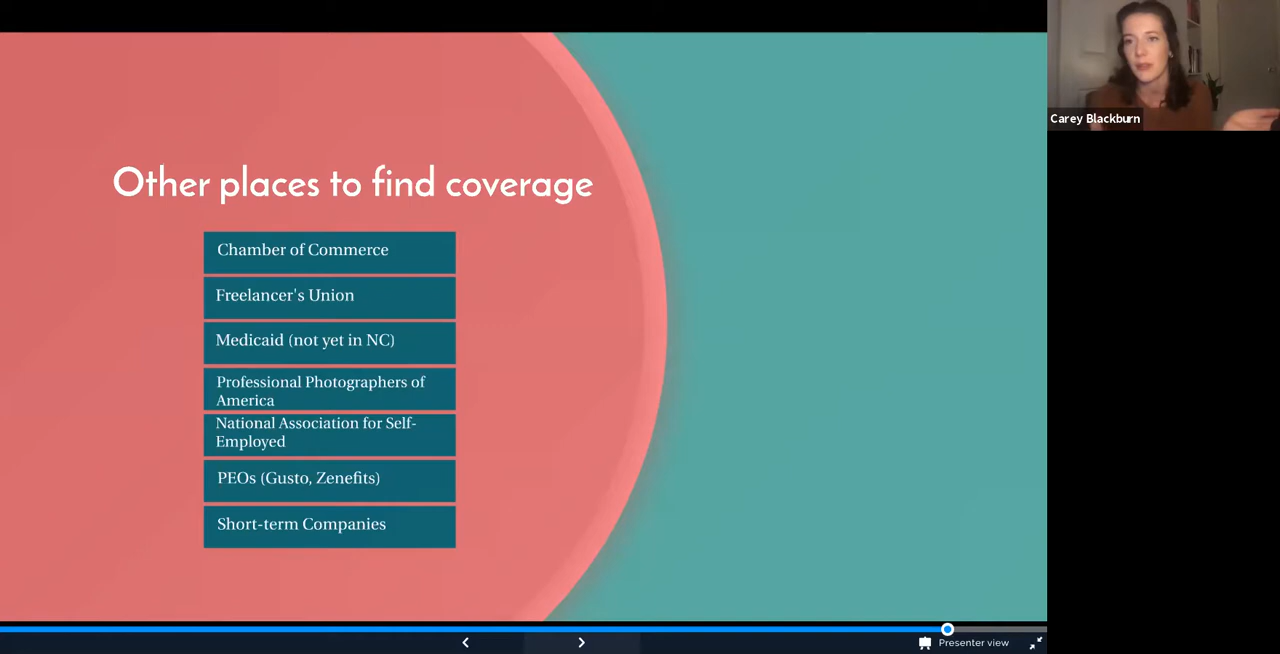 Carey Blackburn
Other places to find coverage
Chamber of Commerce
Freelancer's Union
Medicaid (not yet in NC)
Professional Photographers of
America
National Association for Self-
Employed
PEOs (Gusto, Zenefits)
Short-term Companies
Presenter view